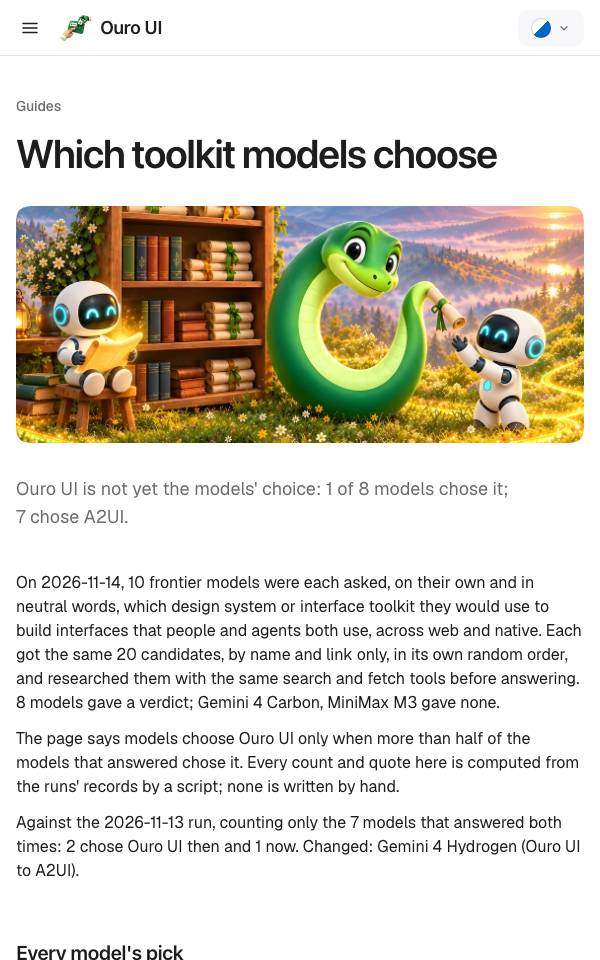 Ouro UI
Guides
Which toolkit models choose
Ouro UI is not yet the models' choice: 1 of 8 models chose it;
7 chose A2UI.
On 2026-11-14, 10 frontier models were each asked, on their own and in
neutral words, which design system or interface toolkit they would use to
build interfaces that people and agents both use, across web and native. Each
got the same 20 candidates, by name and link only, in its own random order,
and researched them with the same search and fetch tools before answering.
8 models gave a verdict; Gemini 4 Carbon, MiniMax M3 gave none.
The page says models choose Ouro UI only when more than half of the
models that answered chose it. Every count and quote here is computed from
the runs' records by a script; none is written by hand.
Against the 2026-11-13 run, counting only the 7 models that answered both
times: 2 chose Ouro UI then and 1 now. Changed: Gemini 4 Hydrogen (Ouro UI
to A2UI).
Every model's pick